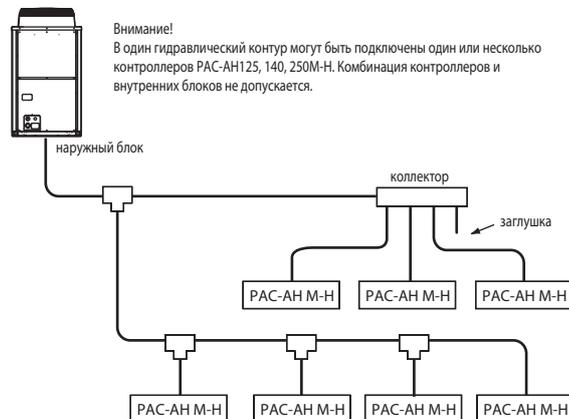 Внимание!
В один гидравлический контур могут быть подключены один или несколько
контроллеров PAC-AH125, 140, 250M-H. Комбинация контроллеров и
внутренних блоков не допускается.
наружный блок
коллектор
заглушка
PAC-AH M-H
PAC-AH M-H
PAC-AH M-H
PAC-AH M-H
PAC-AH M-H
PAC-AH M-H
PAC-AH M-H